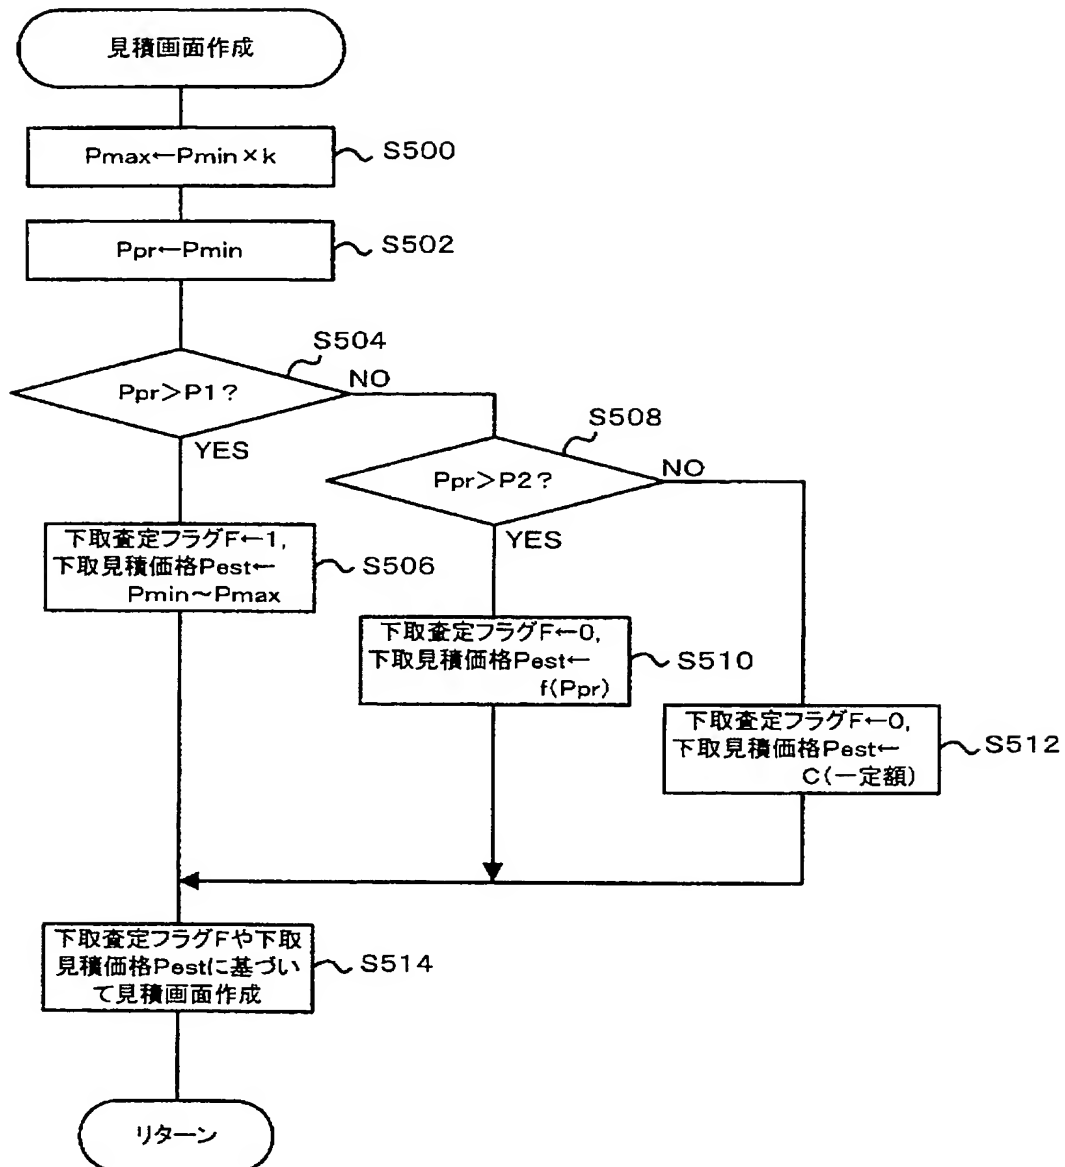 見積画面作成
Pmax←Pmin×k
S500
Ppr←Pmin
S502
S504
Ppr>P1?
NO
YES
S508
Ppr>P2?
NO
YES
下取査定フラグF←1,
下取見積価格Pest←
Pmin~Pmax
S506
下取査定フラグF←0,
下取見積価格Pest←
f(Ppr)
S510
下取査定フラグF←0,
下取見積価格Pest←
C(一定額)
S512
下取査定フラグFや下取
見積価格Pestに基づい
て見積画面作成
S514
リターン